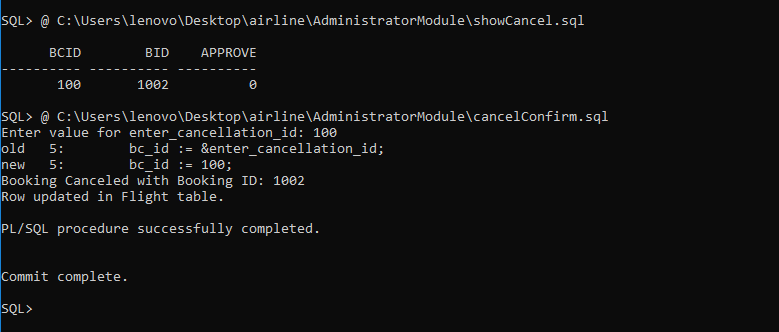 SQL> @ C:\Users\lenovo\Desktop\airline\AdministratorModule\showCancel.sql
      BCID        BID    APPROVE
---------- ---------- ----------
       100       1002          0
SQL> @ C:\Users\lenovo\Desktop\airline\AdministratorModule\cancelConfirm.sql
Enter value for enter_cancellation_id: 100
old   5:        bc_id := &enter_cancellation_id;
new   5:        bc_id := 100;
Booking Canceled with Booking ID: 1002
Row updated in Flight table.
PL/SQL procedure successfully completed.
Commit complete.
SQL>